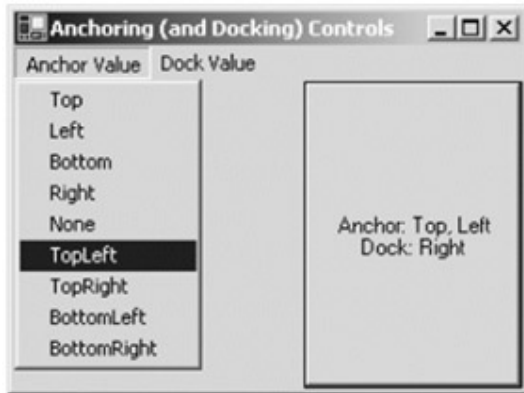 Anchoring (and Docking) Controls
Anchor Value Dock Value
Top
Left
Bottom
Right
None
TopLeft
TopRight
BottomLeft
BottomRight
Anchor: Top, Left
Dock: Right